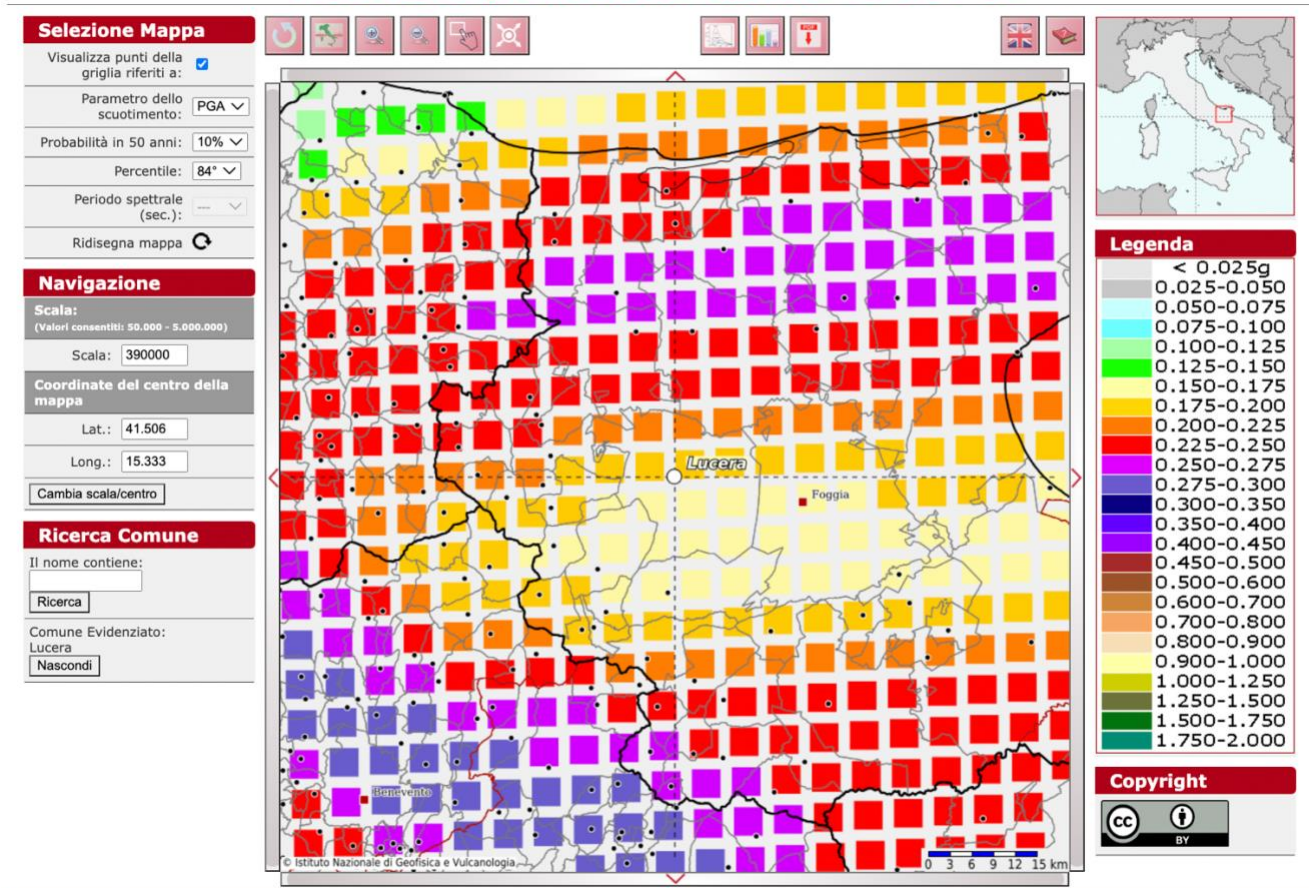 Selezione Mappa
Visualizza punti della
griglia riferiti a:
Parametro dello
scuotimento: PGA
Probabilità in 50 anni: 10%
Percentile: 84°
Periodo spettrale
(sec.): ---
Ridisegna mappa
Navigazione
Scala:
(Valori consentiti: 50.000 - 5.000.000)
Scala: 390000
Coordinate del centro della
mappa
Lat.: 41.506
Long.: 15.333
Cambia scala/centro
Ricerca Comune
Il nome contiene:
Ricerca
Comune Evidenziato:
Lucera
Nascondi
PDF
Lucera
Foggia
Benevento
© Istituto Nazionale di Geofisica e Vulcanologia
0 3 6 9 12 15 km
Legenda
< 0.025g
0.025-0.050
0.050-0.075
0.075-0.100
0.100-0.125
0.125-0.150
0.150-0.175
0.175-0.200
0.200-0.225
0.225-0.250
0.250-0.275
0.275-0.300
0.300-0.350
0.350-0.400
0.400-0.450
0.450-0.500
0.500-0.600
0.600-0.700
0.700-0.800
0.800-0.900
0.900-1.000
1.000-1.250
1.250-1.500
1.500-1.750
1.750-2.000
Copyright
cc
BY